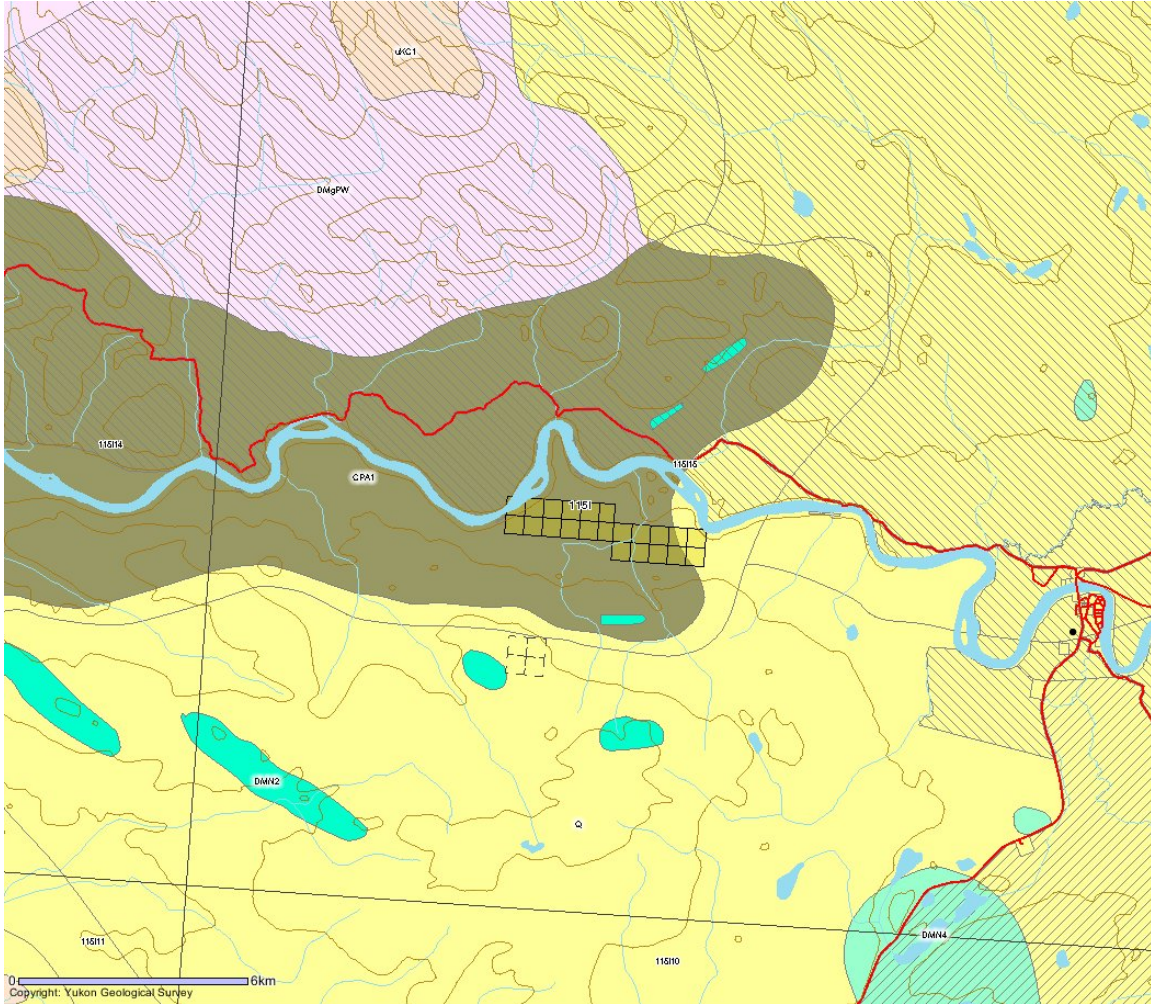 uKC1
DMgPW
115I14
115I15
CPA1
115I
DMN2
Q
DMN4
115I11
115I10
0 6km
Copyright: Yukon Geological Survey